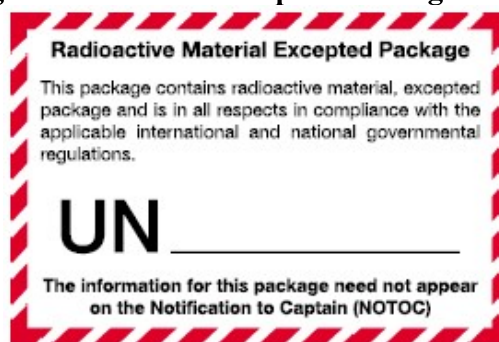 Radioactive Material Excepted Package
This package contains radioactive material, excepted
package and is in all respects in compliance with the
applicable international and national governmental
regulations.
UN
The information for this package need not appear
on the Notification to Captain (NOTOC)